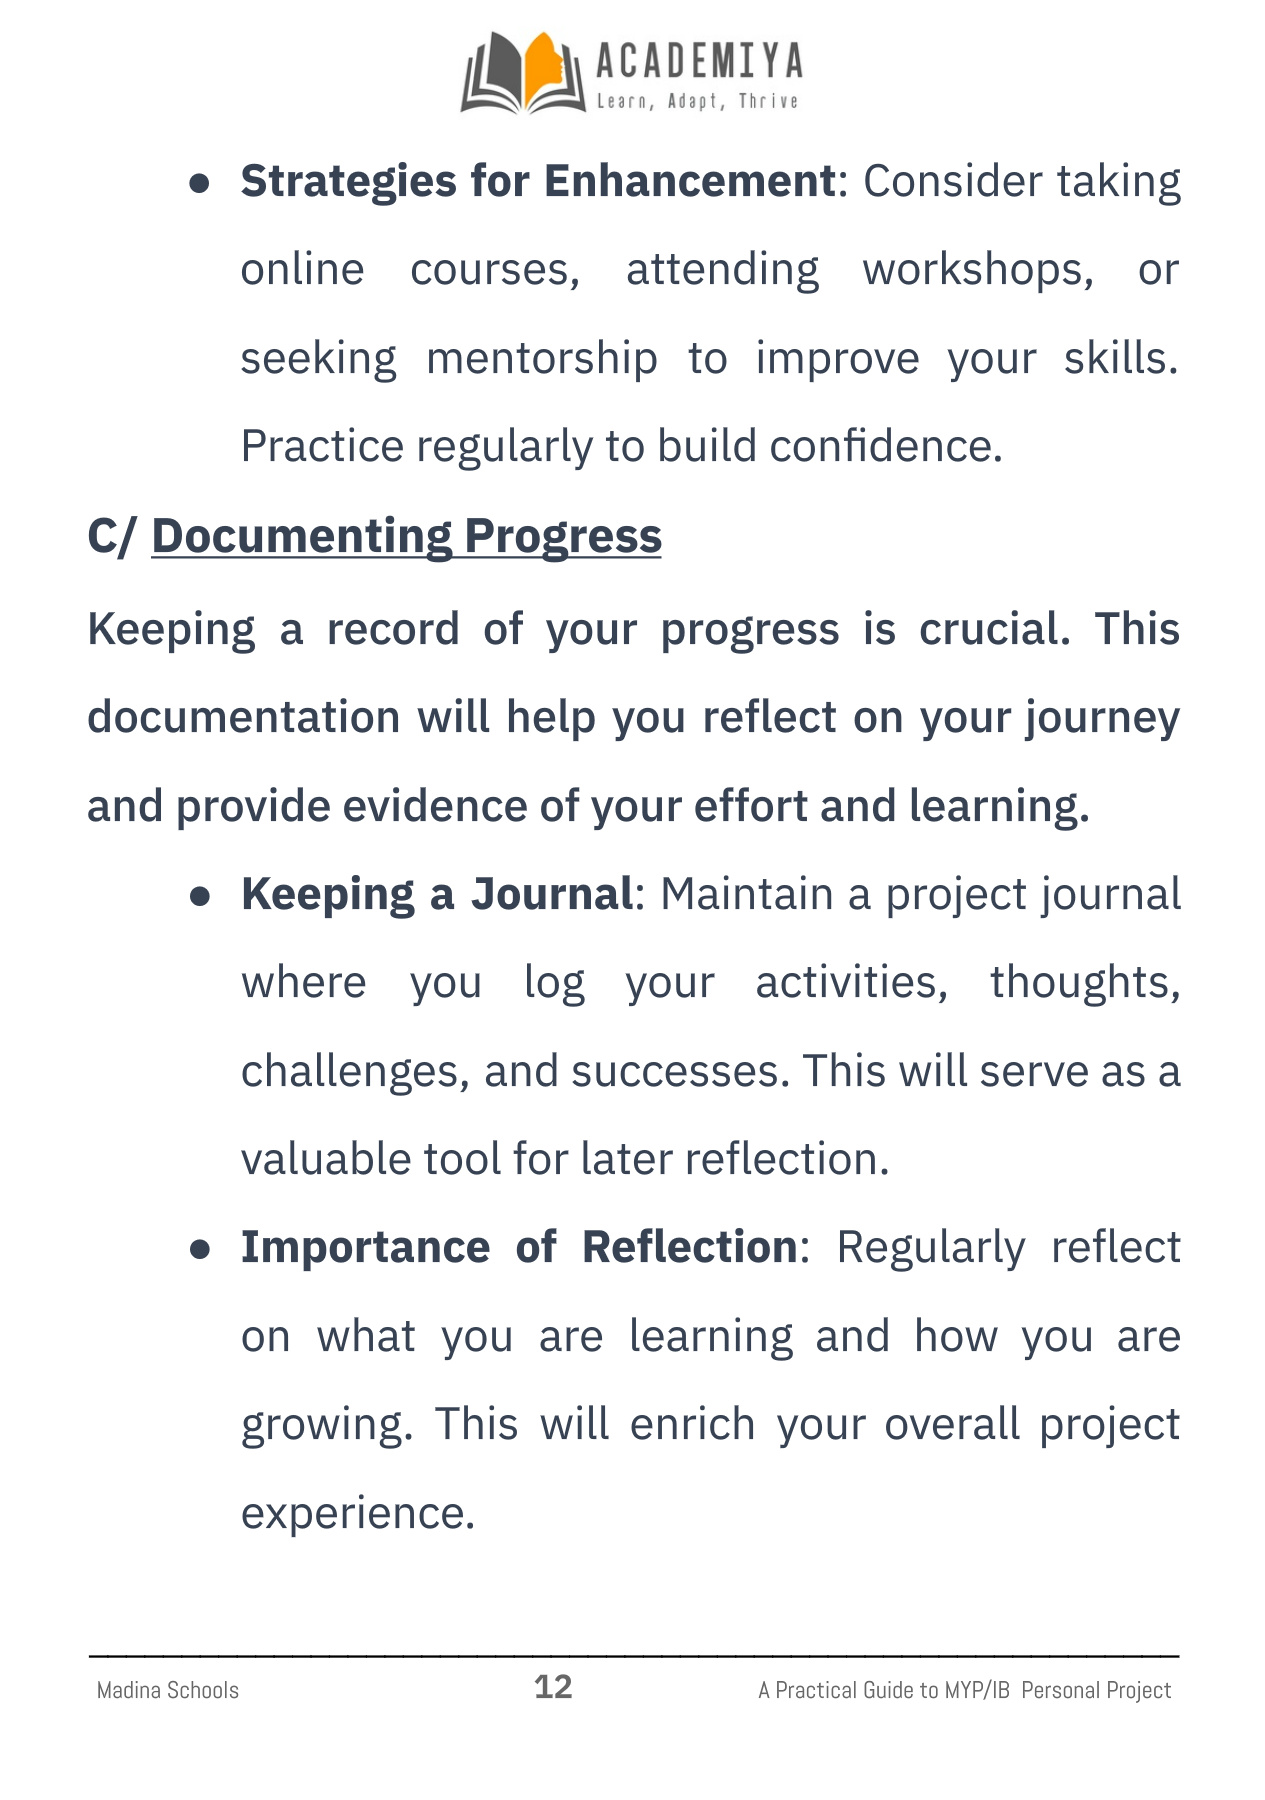 ACADEMIYA
Learn, Adapt, Thrive
● Strategies for Enhancement: Consider taking
online courses, attending workshops, or
seeking mentorship to improve your skills.
Practice regularly to build confidence.
C/ Documenting Progress
Keeping a record of your progress is crucial. This
documentation will help you reflect on your journey
and provide evidence of your effort and learning.
● Keeping a Journal: Maintain a project journal
where you log your activities, thoughts,
challenges, and successes. This will serve as a
valuable tool for later reflection.
● Importance of Reflection: Regularly reflect
on what you are learning and how you are
growing. This will enrich your overall project
experience.
Madina Schools 12 A Practical Guide to MYP/IB Personal Project